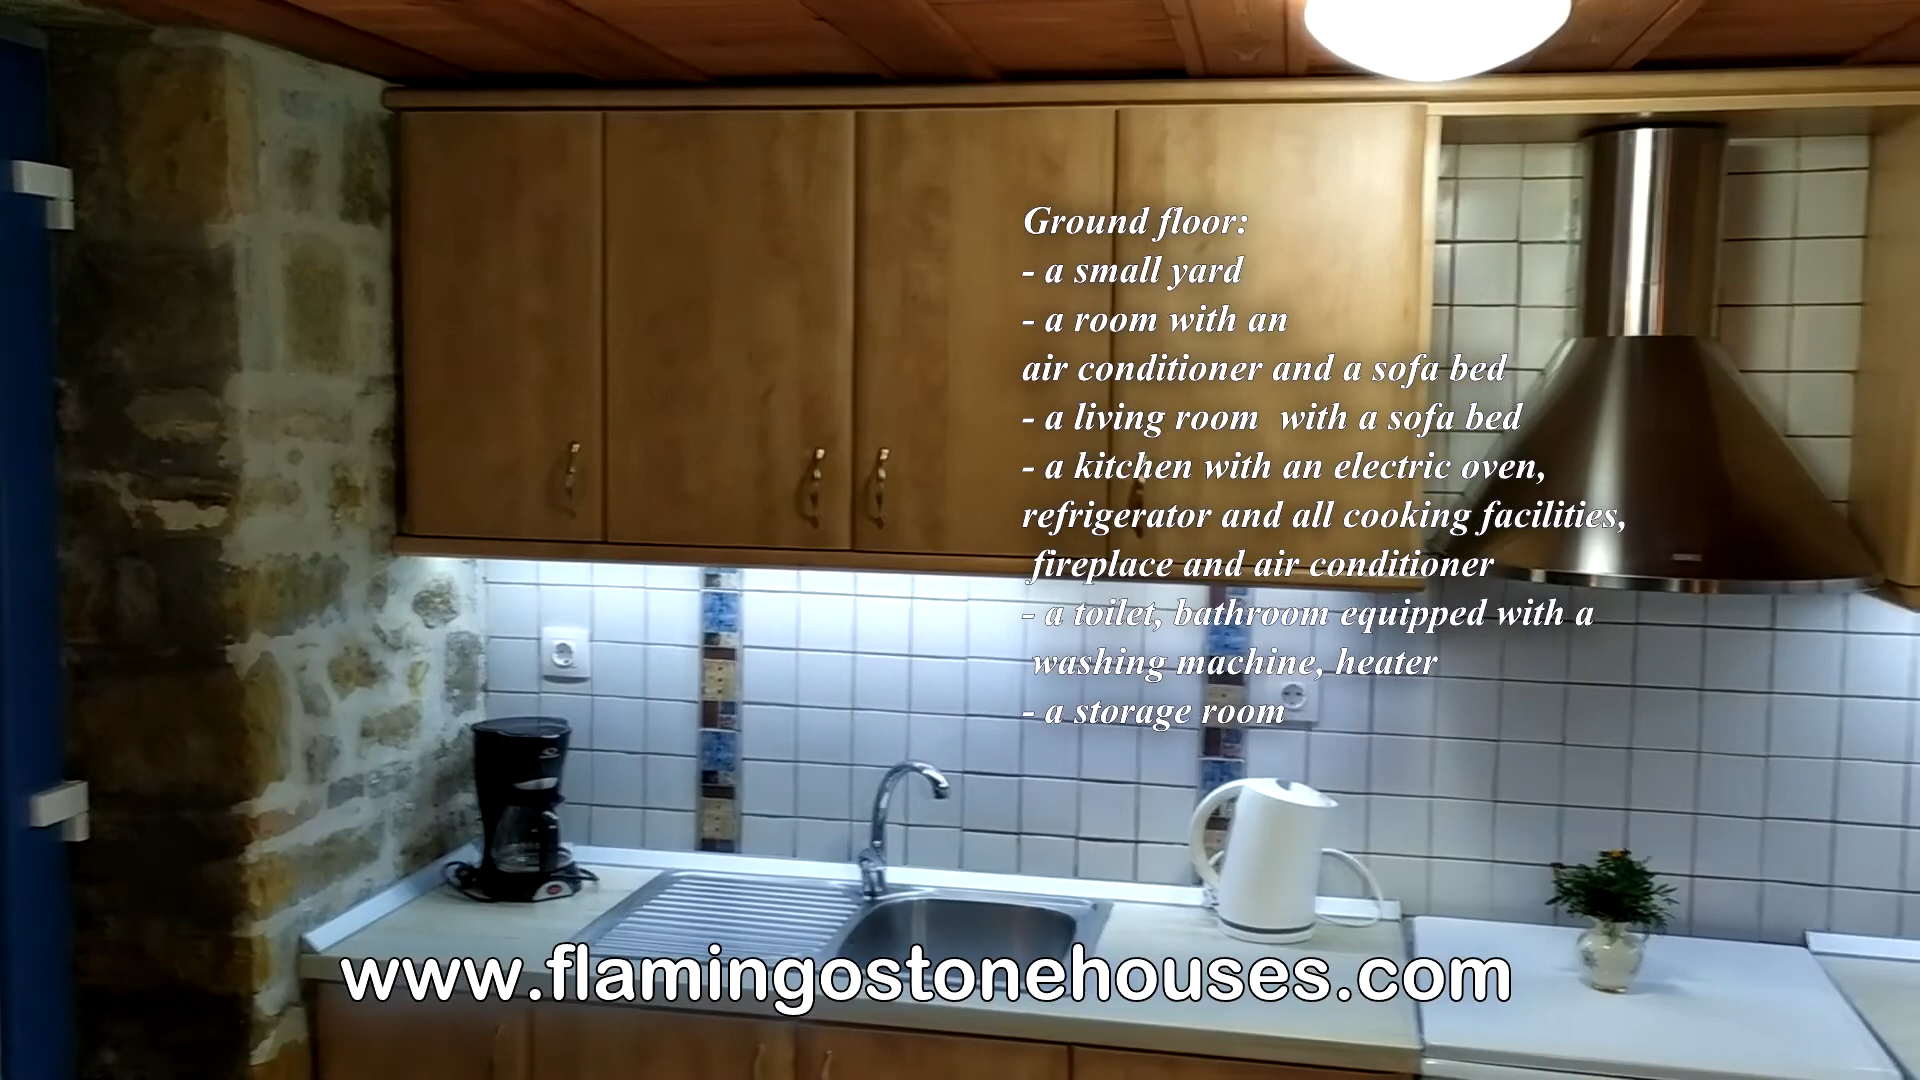 Ground floor:
- a small yard
- a room with an
air conditioner and a sofa bed
- a living room  with a sofa bed
- a kitchen with an electric oven,
refrigerator and all cooking facilities,
fireplace and air conditioner
- a toilet, bathroom equipped with a
washing machine, heater
- a storage room
www.flamingostonehouses.com